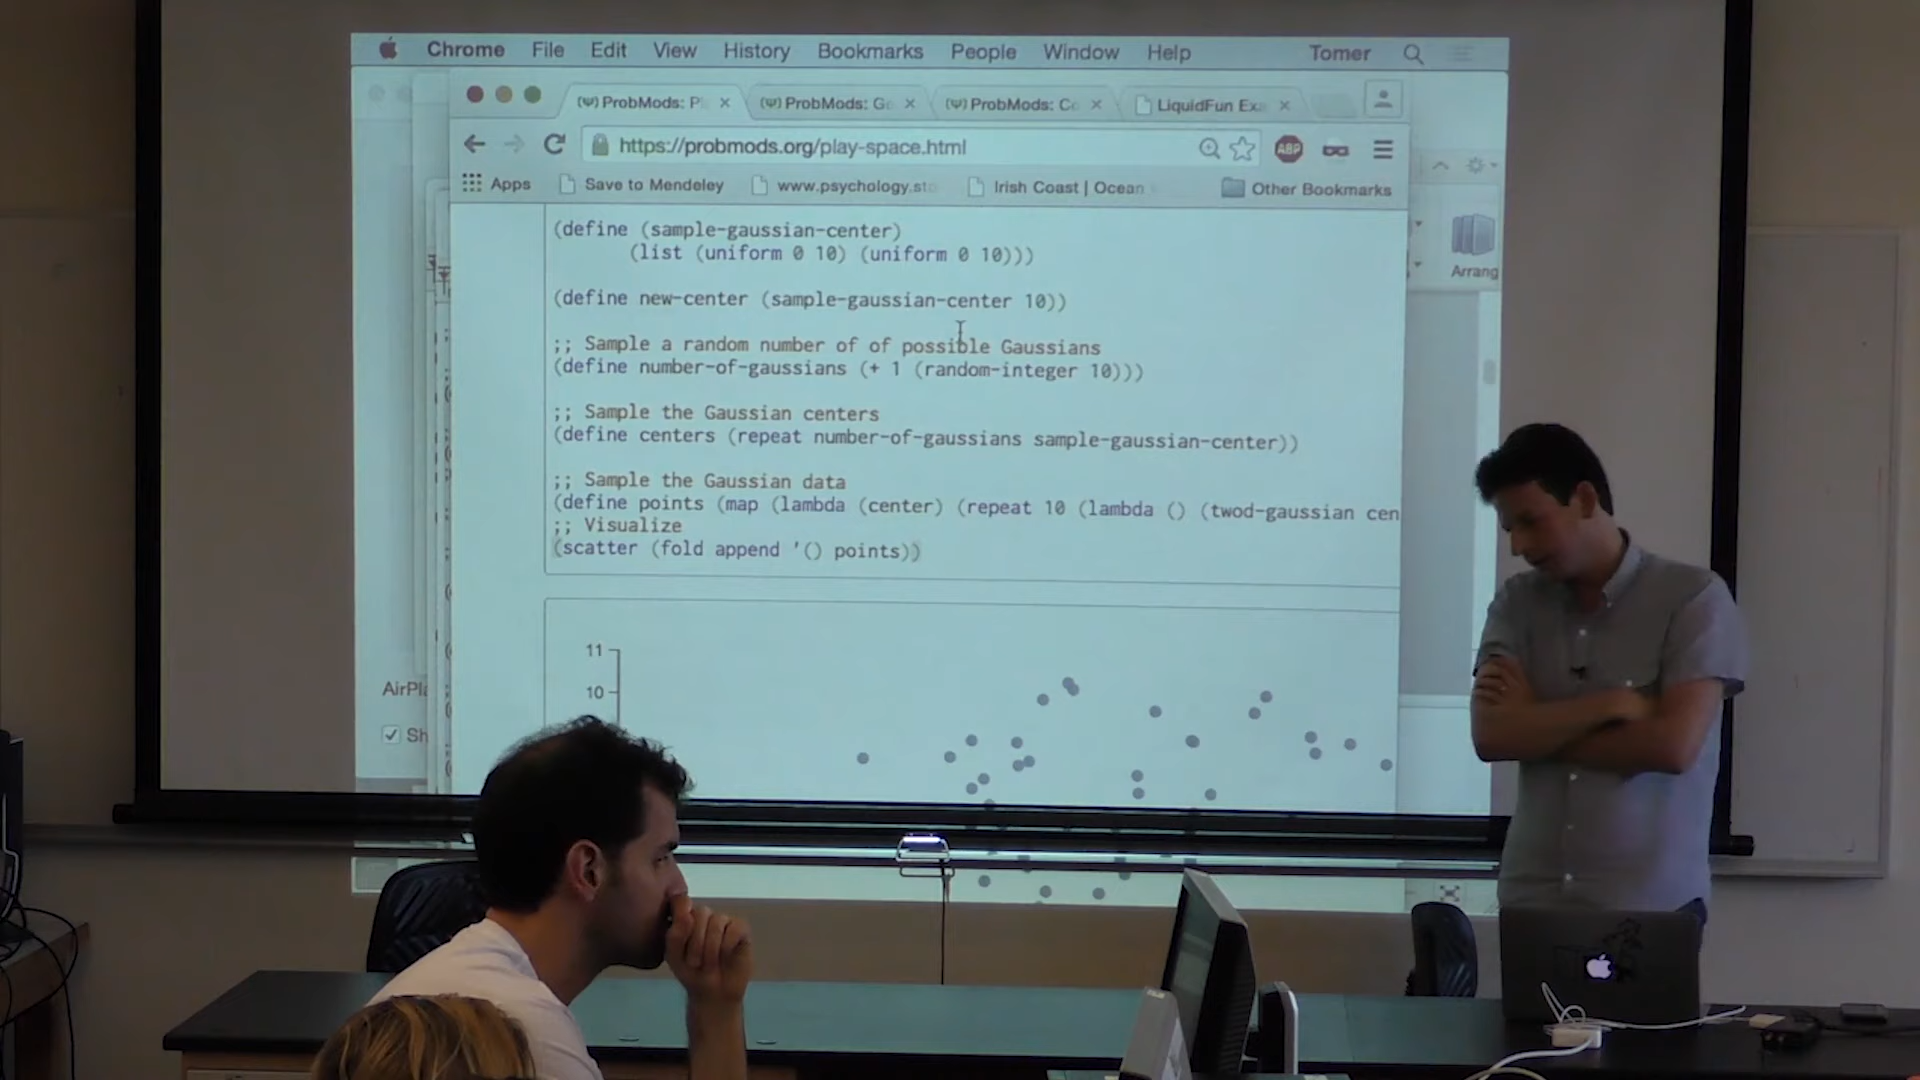 Chrome File Edit View History Bookmarks People Window Help Tomer
ProbMods: P ProbMods: Ge ProbMods: Co LiquidFun Exa
https://probmods.org/play-space.html ABP
Apps Save to Mendeley www.psychology.st Irish Coast | Ocean Other Bookmarks
(define (sample-gaussian-center)
(list (uniform 0 10) (uniform 0 10)))
(define new-center (sample-gaussian-center 10))
;; Sample a random number of of possible Gaussians
(define number-of-gaussians (+ 1 (random-integer 10)))
;; Sample the Gaussian centers
(define centers (repeat number-of-gaussians sample-gaussian-center))
;; Sample the Gaussian data
(define points (map (lambda (center) (repeat 10 (lambda () (twod-gaussian cen
;; Visualize
(scatter (fold append '() points))
Arrang
11
10
AirPla
Sh